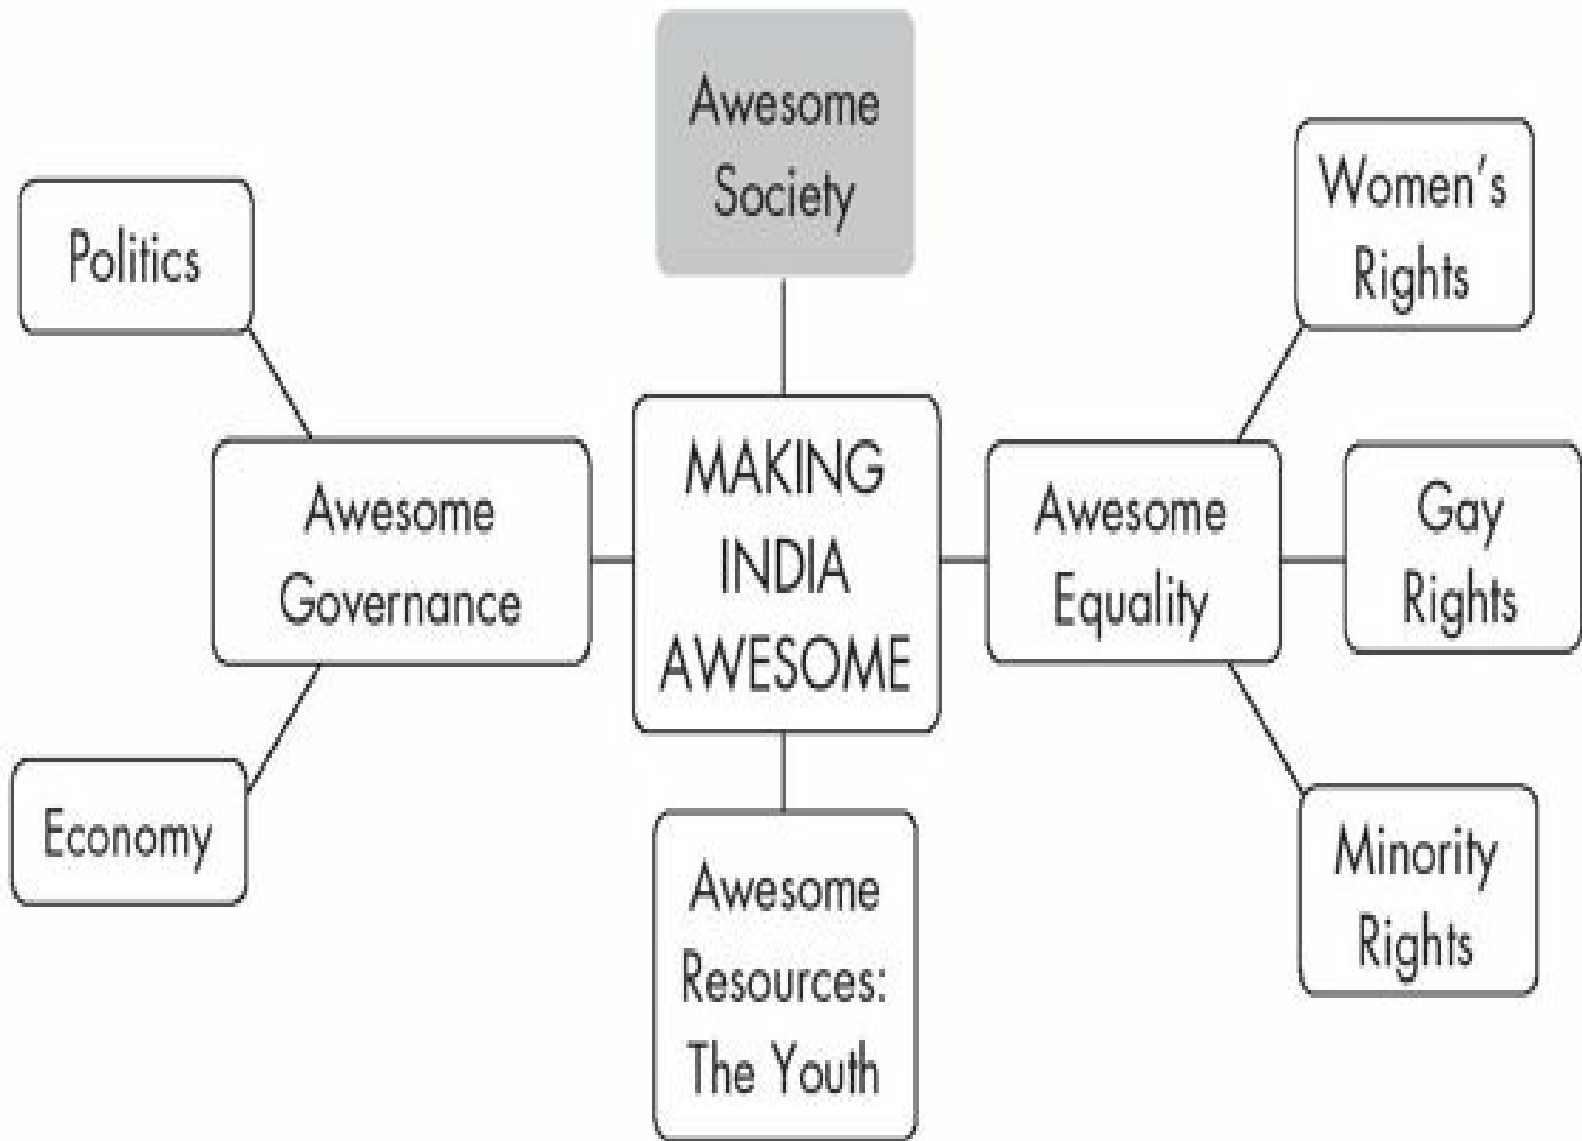 Awesome
Society
Politics
Women's
Rights
MAKING
INDIA
AWESOME
Awesome
Governance
Awesome
Equality
Gay
Rights
Economy
Awesome
Resources:
The Youth
Minority
Rights